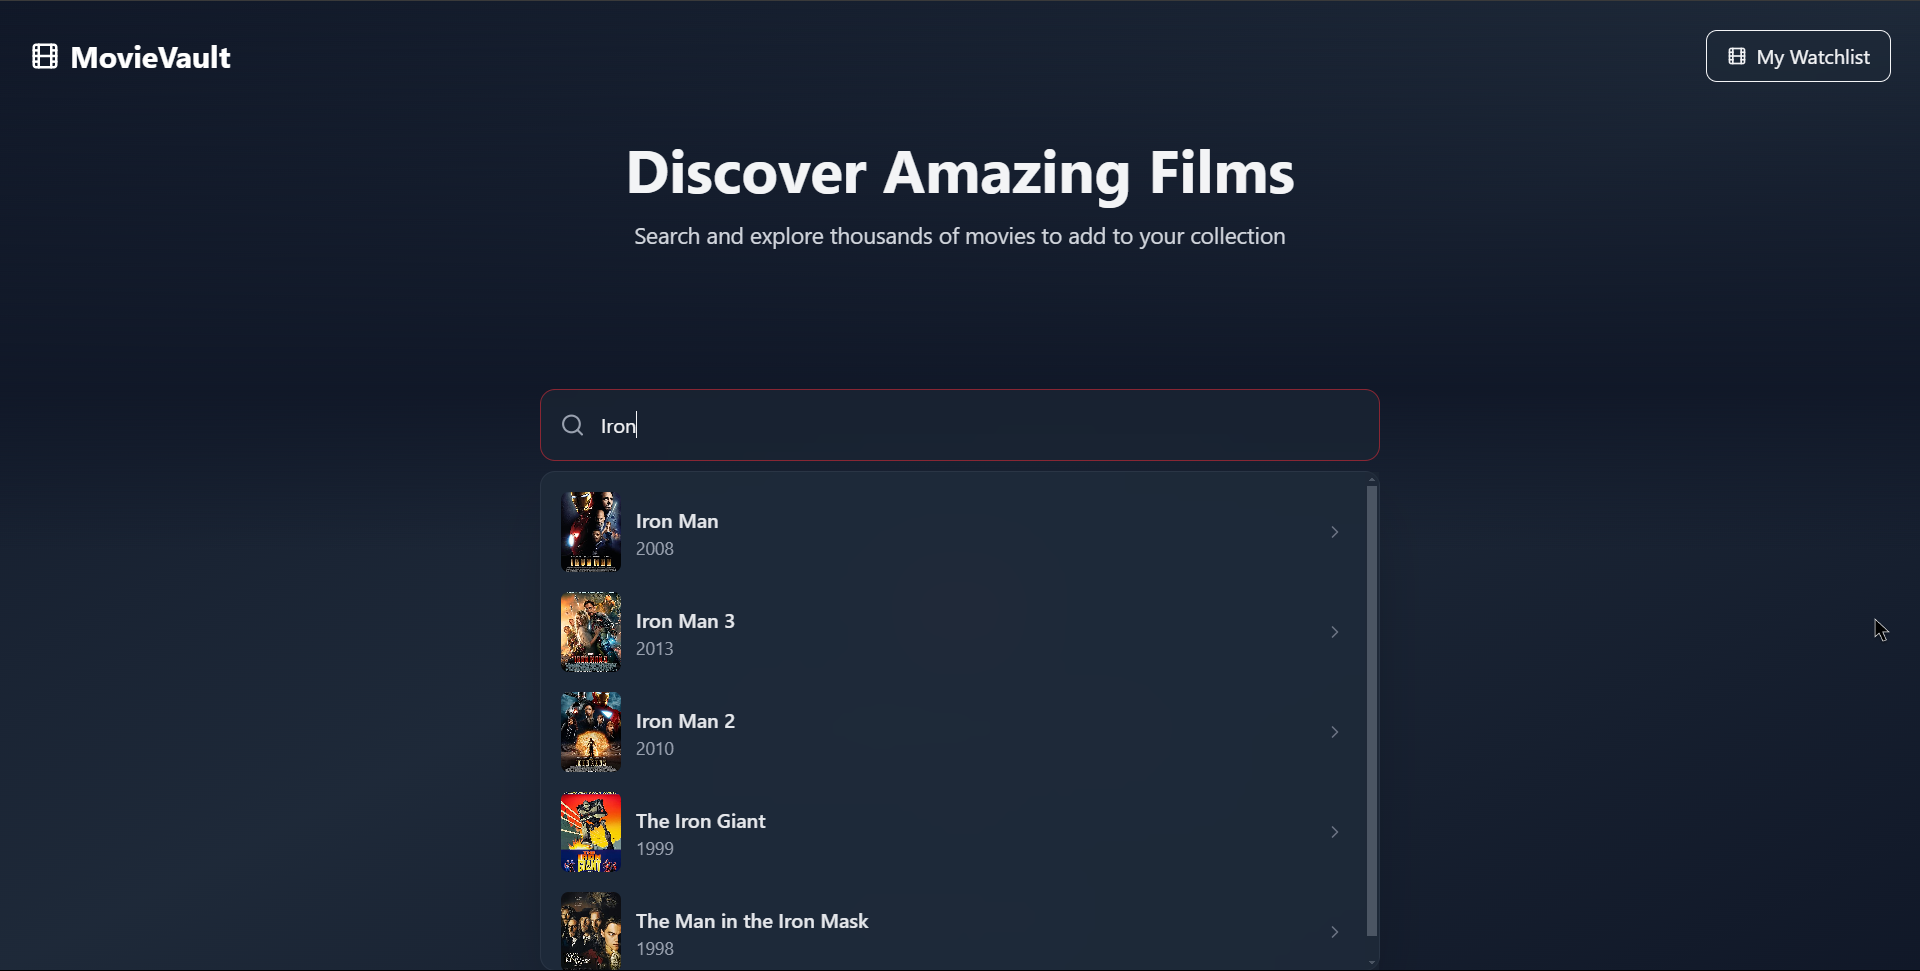 MovieVault
My Watchlist
Discover Amazing Films
Search and explore thousands of movies to add to your collection
Iron
Iron Man
2008
Iron Man 3
2013
Iron Man 2
2010
The Iron Giant
1999
The Man in the Iron Mask
1998